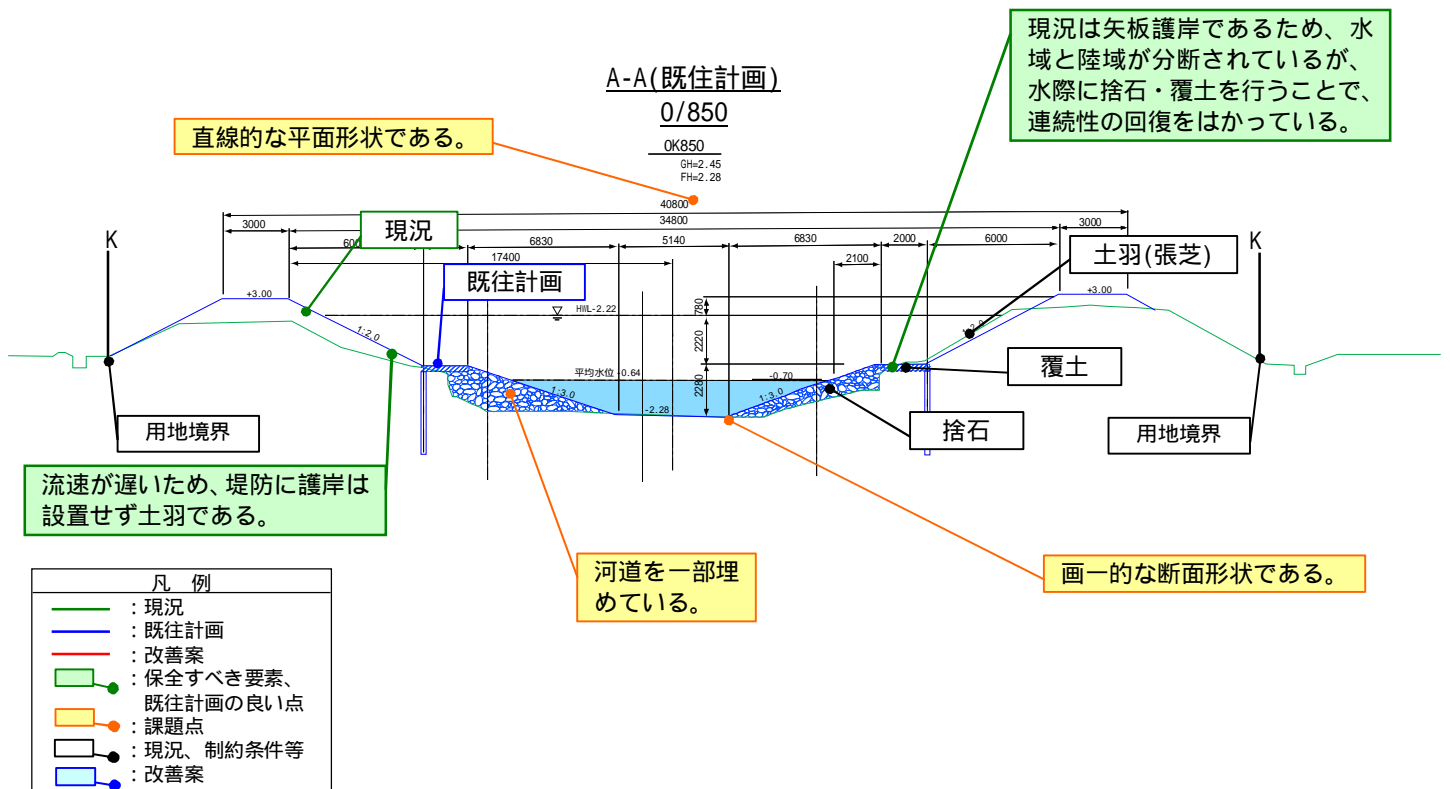 現況は矢板護岸であるため、水
域と陸域が分断されているが、
水際に捨石・覆土を行うことで、
連続性の回復をはかっている。
A-A(既住計画)
0/850
直線的な平面形状である。
0K850
GH=2.45
FH=2.28
40800
34800
3000
3000
6830
5140
6830
2000
6000
17400
2100
K
現況
既往計画
土羽(張芝)
K
+3.00
+3.00
HWL-2.22
780
1:2.0
2220
平均水位 -0.64
-0.70
2280
1:3.0
1:3.0
-2.28
覆土
捨石
用地境界
用地境界
流速が遅いため、堤防に護岸は
設置せず土羽である。
河道を一部埋
めている。
画一的な断面形状である。
凡 例
：現況
：既往計画
：改善案
：保全すべき要素、
既往計画の良い点
：課題点
：現況、制約条件等
：改善案